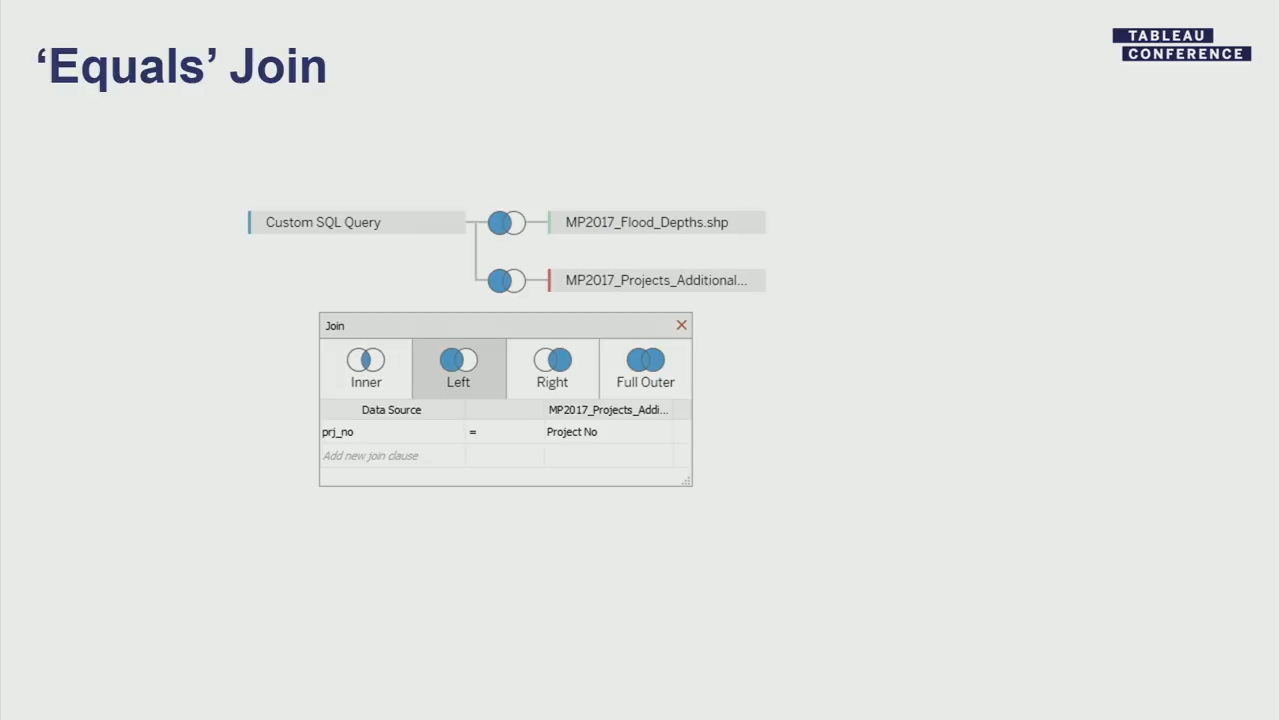 ‘Equals’ Join
TABLEAU
CONFERENCE
Custom SQL Query
MP2017_Flood_Depths.shp
MP2017_Projects_Additional...
Join
Inner
Left
Right
Full Outer
Data Source
MP2017_Projects_Addi...
prj_no
=
Project No
Add new join clause